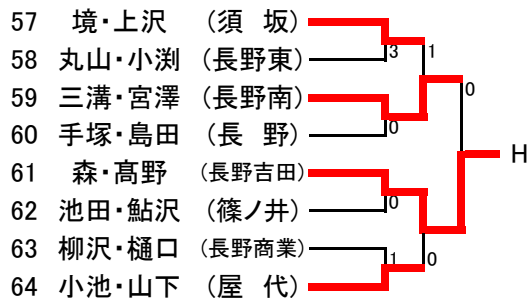 57 境・上沢 (須 坂)
58 丸山・小渕 (長野東) 3 1
59 三溝・宮澤 (長野南) 0
60 手塚・島田 (長 野) 0
H
61 森・髙野 (長野吉田)
62 池田・鮎沢 (篠ノ井) 0
63 柳沢・樋口 (長野商業) 1 0
64 小池・山下 (屋 代)